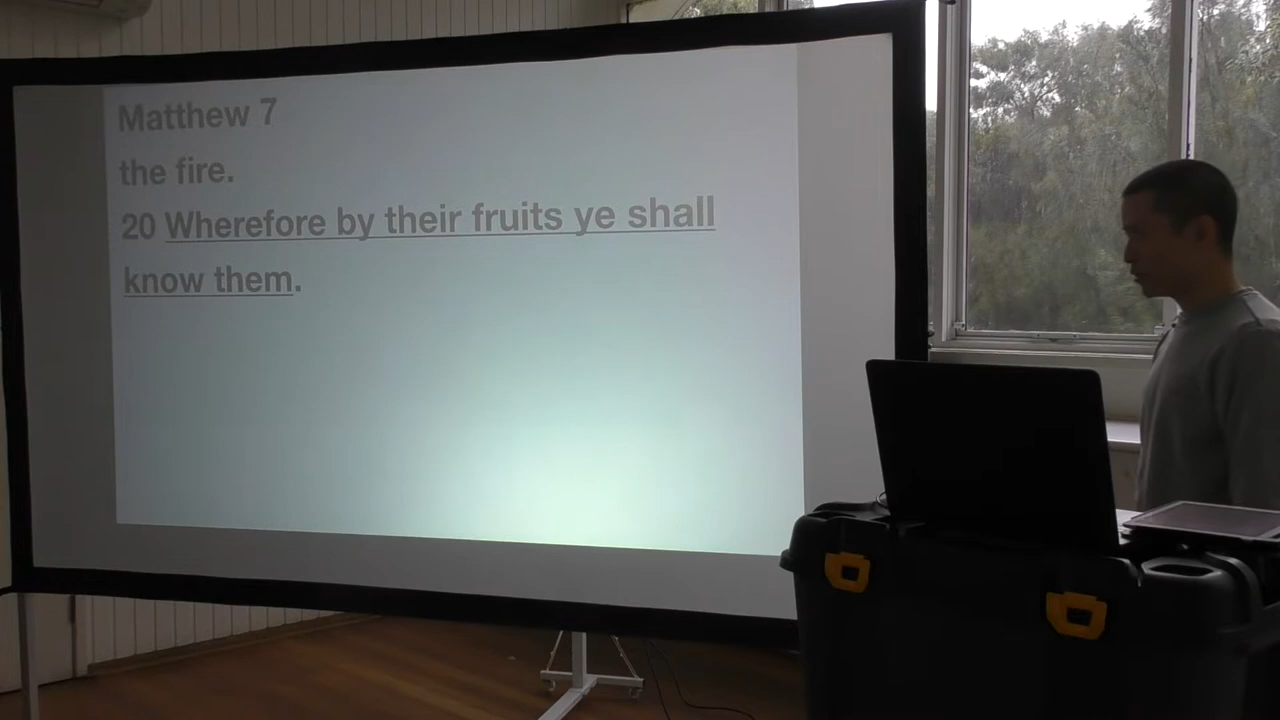 Matthew 7
the fire.
20 Wherefore by their fruits ye shall
know them.